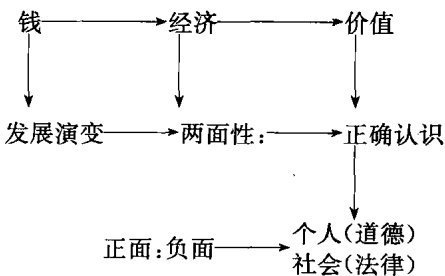 钱 经济 价值
发展演变 两面性： 正确认识
正面：负面 个人（道德）
社会（法律）